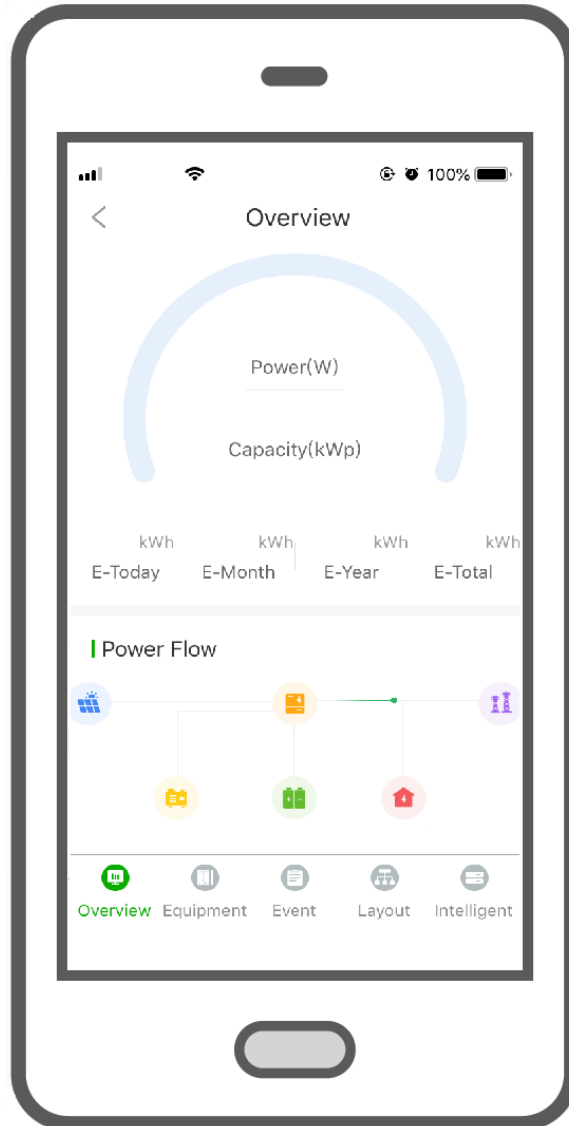 100%
Overview
Power(W)
Capacity(kWp)
kWh kWh kWh kWh
E-Today E-Month E-Year E-Total
Power Flow
Overview Equipment Event Layout Intelligent